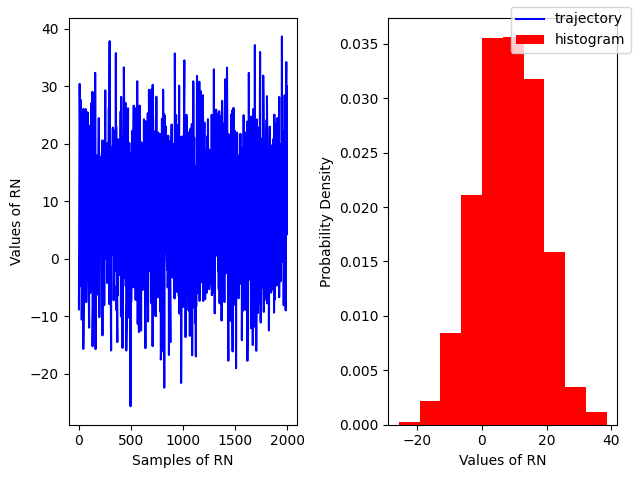 trajectory
histogram
40
30
20
10
0
−10
−20
Values of RN
0 500 1000 1500 2000
Samples of RN
0.035
0.030
0.025
0.020
0.015
0.010
0.005
0.000
Probability Density
−20 0 20 40
Values of RN